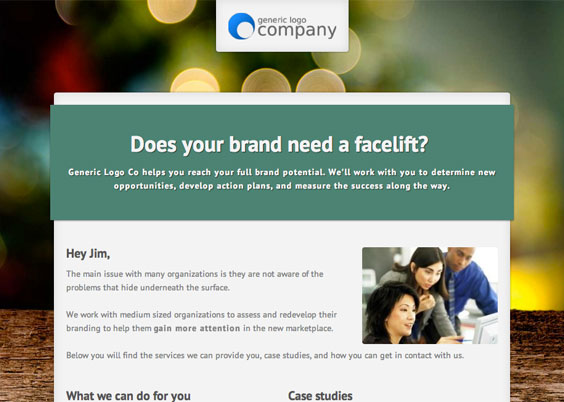 generic logo
company
Does your brand need a facelift?
Generic Logo Co helps you reach your full brand potential. We'll work with you to determine new
opportunities, develop action plans, and measure the success along the way.
Hey Jim,
The main issue with many organizations is they are not aware of the
problems that hide underneath the surface.
We work with medium sized organizations to assess and redevelop their
branding to help them gain more attention in the new marketplace.
Below you will find the services we can provide you, case studies, and how you can get in contact with us.
What we can do for you
Case studies